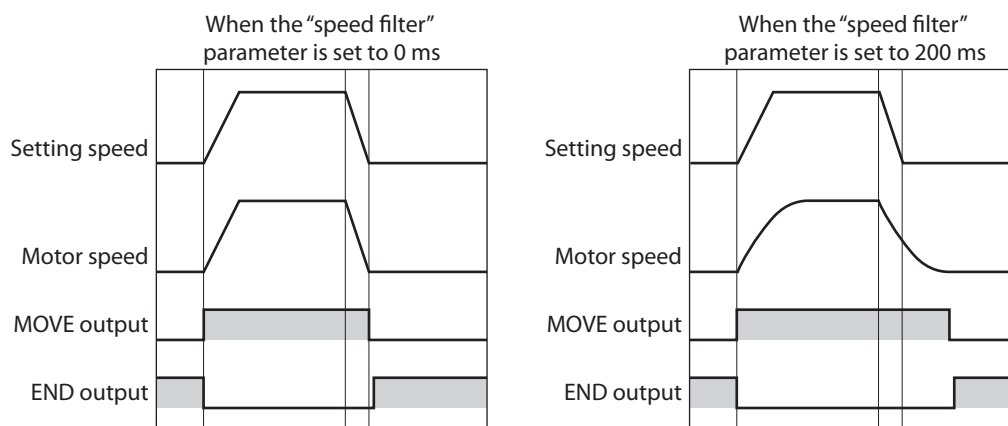 When the “speed filter”
parameter is set to 0 ms
Setting speed
Motor speed
MOVE output
END output
When the “speed filter”
parameter is set to 200 ms
Setting speed
Motor speed
MOVE output
END output